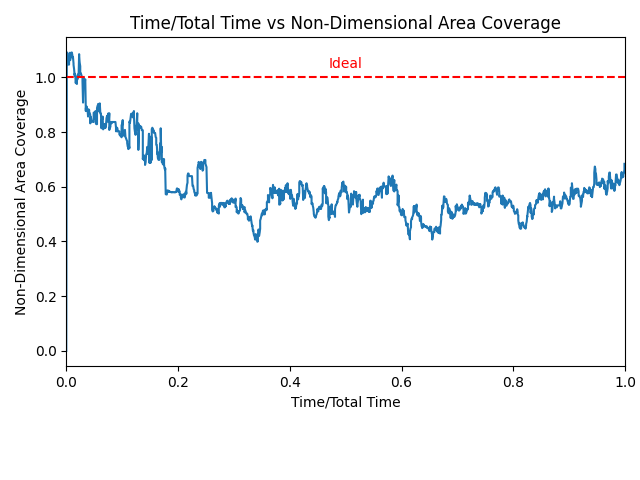 Time/Total Time vs Non-Dimensional Area Coverage
Ideal
Non-Dimensional Area Coverage
1.0
0.8
0.6
0.4
0.2
0.0
0.0 0.2 0.4 0.6 0.8 1.0
Time/Total Time